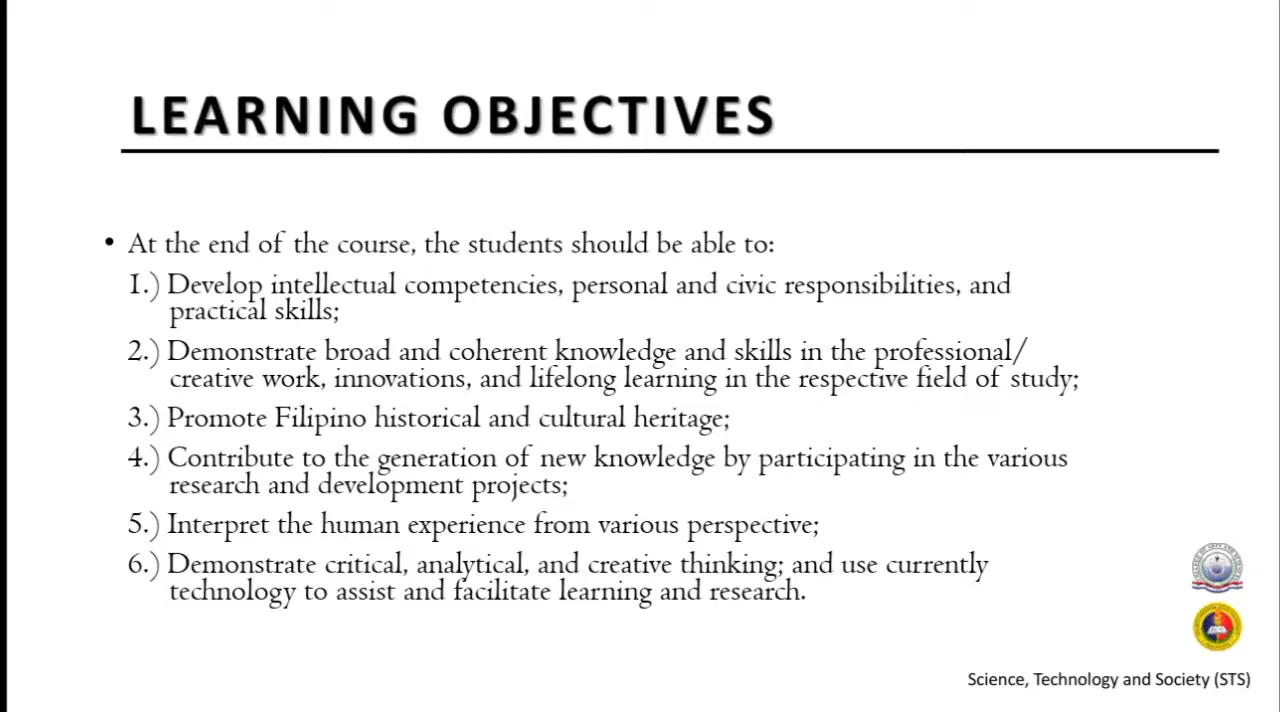 LEARNING OBJECTIVES
• At the end of the course, the students should be able to:
1.) Develop intellectual competencies, personal and civic responsibilities, and
practical skills;
2.) Demonstrate broad and coherent knowledge and skills in the professional/
creative work, innovations, and lifelong learning in the respective field of study;
3.) Promote Filipino historical and cultural heritage;
4.) Contribute to the generation of new knowledge by participating in the various
research and development projects;
5.) Interpret the human experience from various perspective;
6.) Demonstrate critical, analytical, and creative thinking; and use currently
technology to assist and facilitate learning and research.
Science, Technology and Society (STS)